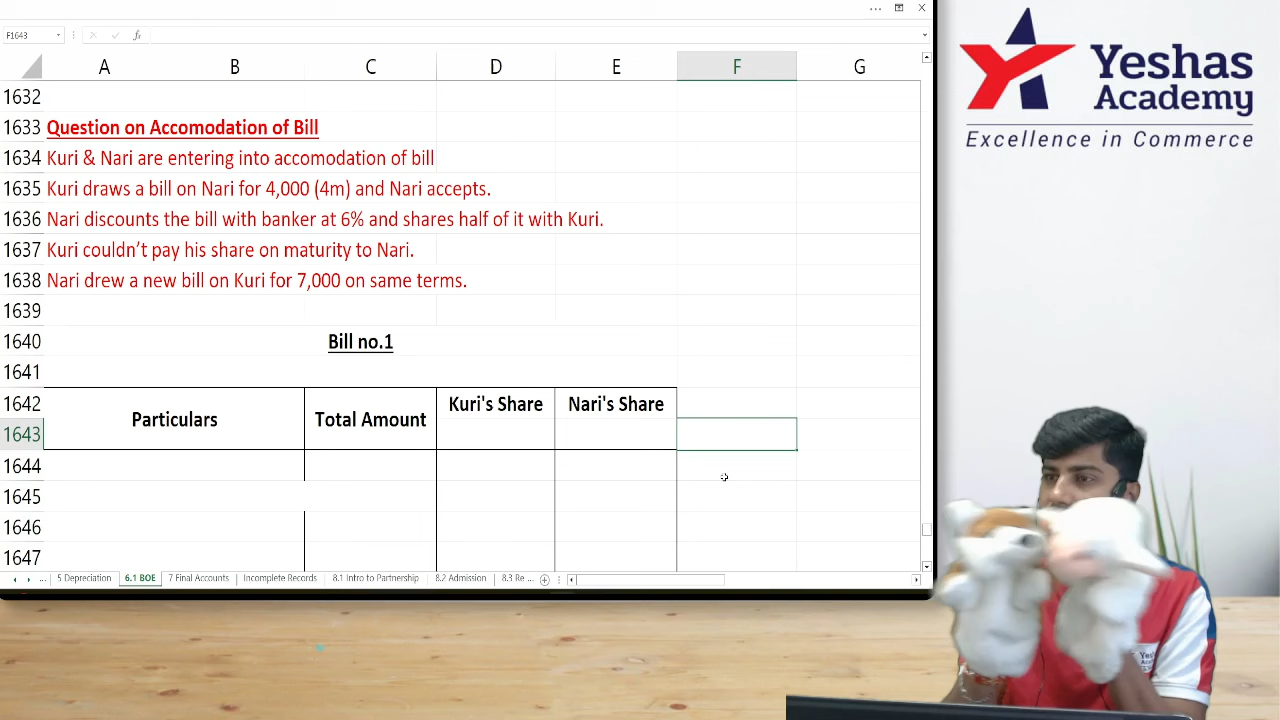 F1643
fx
A B C D E F G
1632
1633 Question on Accomodation of Bill
1634 Kuri & Nari are entering into accomodation of bill
1635 Kuri draws a bill on Nari for 4,000 (4m) and Nari accepts.
1636 Nari discounts the bill with banker at 6% and shares half of it with Kuri.
1637 Kuri couldn't pay his share on maturity to Nari.
1638 Nari drew a new bill on Kuri for 7,000 on same terms.
1639
1640 Bill no.1
1641
1642 Kuri's Share Nari's Share
Particulars Total Amount
1643
1644
1645
1646
1647
... 5 Depreciation 6.1 BOE 7 Final Accounts Incomplete Records 8.1 Intro to Partnership 8.2 Admission 8.3 Re ...
Yeshas
Academy
Excellence in Commerce
Yes